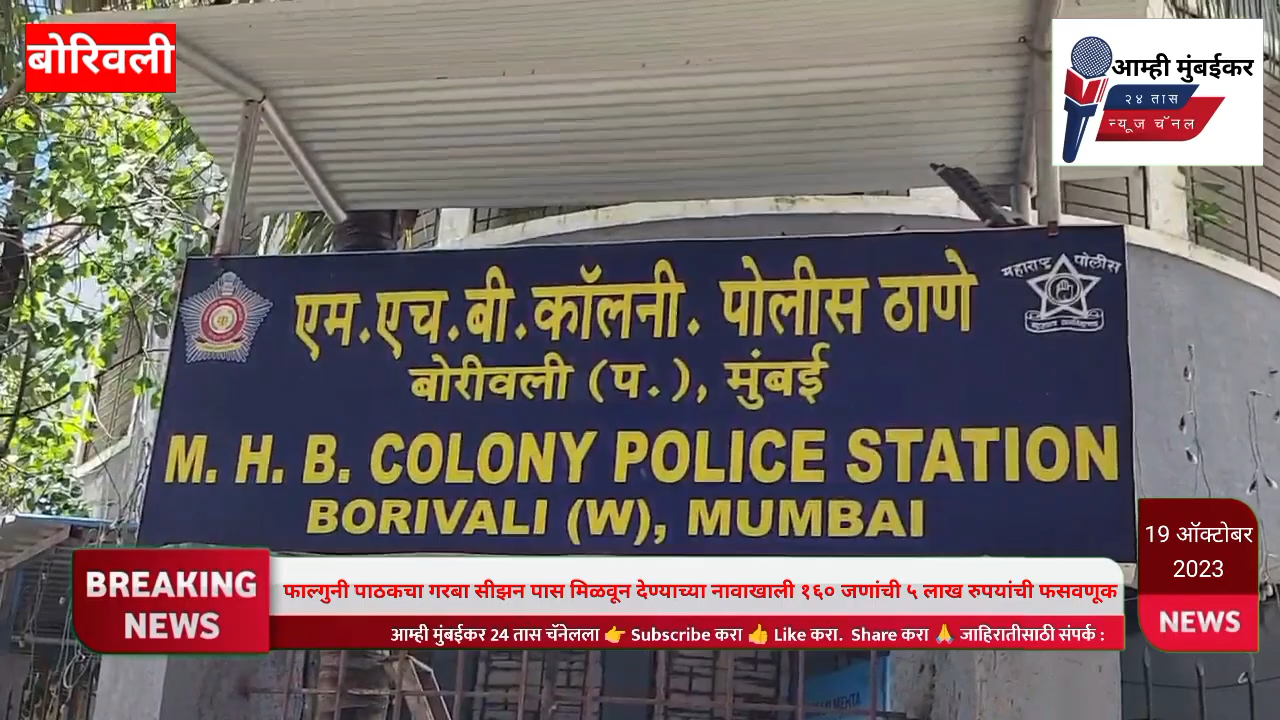 बोरिवली
आम्ही मुंबईकर
२४ तास
न्यूज चॅनल
महाराष्ट्र पोलीस
एम.एच.बी.कॉलनी. पोलीस ठाणे
बोरीवली (प.), मुंबई
M. H. B. COLONY POLICE STATION
BORIVALI (W), MUMBAI
19 ऑक्टोबर
2023
BREAKING
NEWS
फाल्गुनी पाठकचा गरबा सीझन पास मिळवून देण्याच्या नावाखाली १६० जणांची ५ लाख रुपयांची फसवणूक
आम्ही मुंबईकर 24 तास चॅनेलला 👉 Subscribe करा 👍 Like करा. Share करा 🙏 जाहिरातीसाठी संपर्क :
NEWS
MEHTA